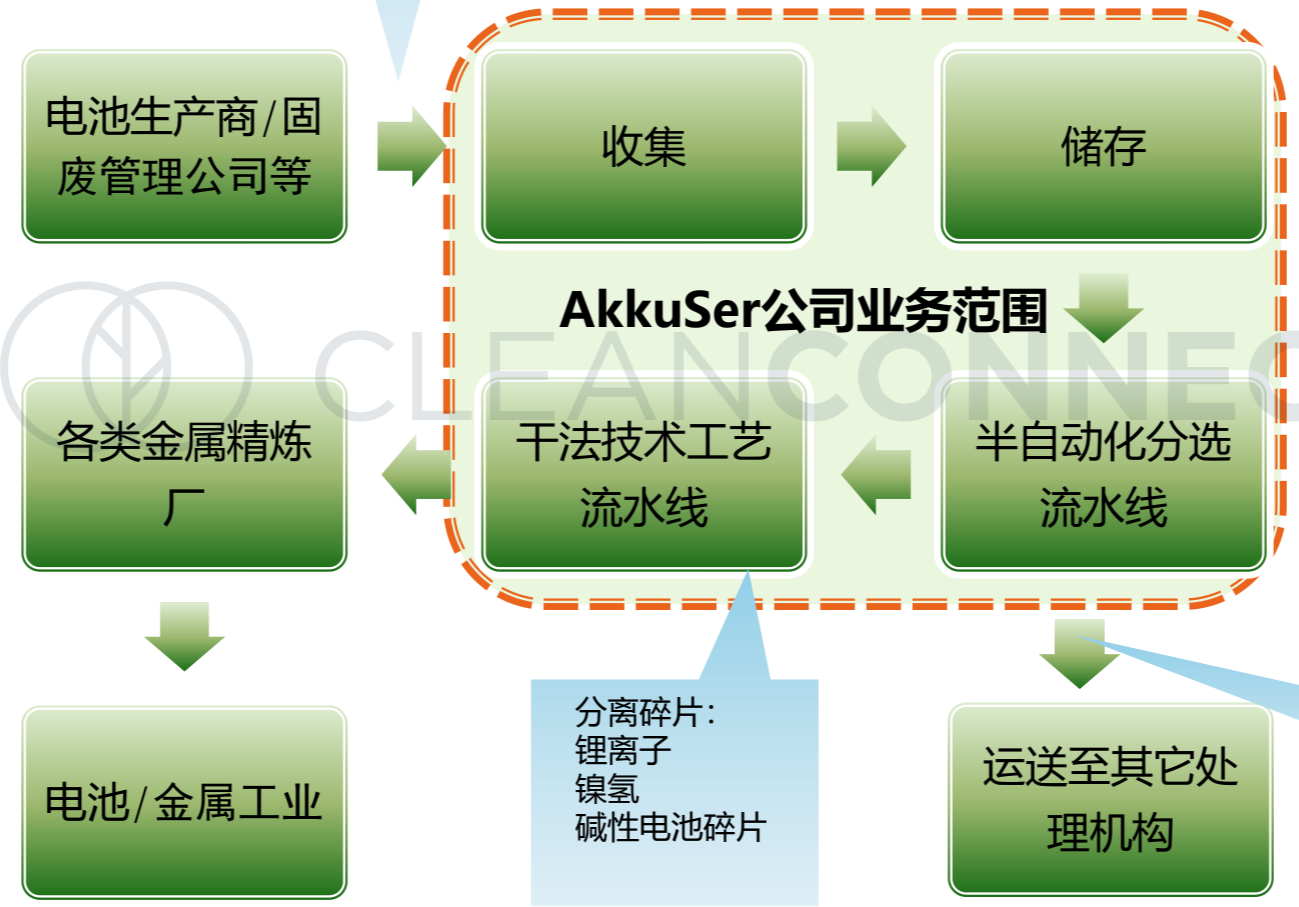 电池生产商/固
废管理公司等
收集
储存
AkkuSer公司业务范围
CLEANCONNEC
各类金属精炼
厂
干法技术工艺
流水线
半自动化分选
流水线
分离碎片：
锂离子
镍氢
碱性电池碎片
电池/金属工业
运送至其它处
理机构